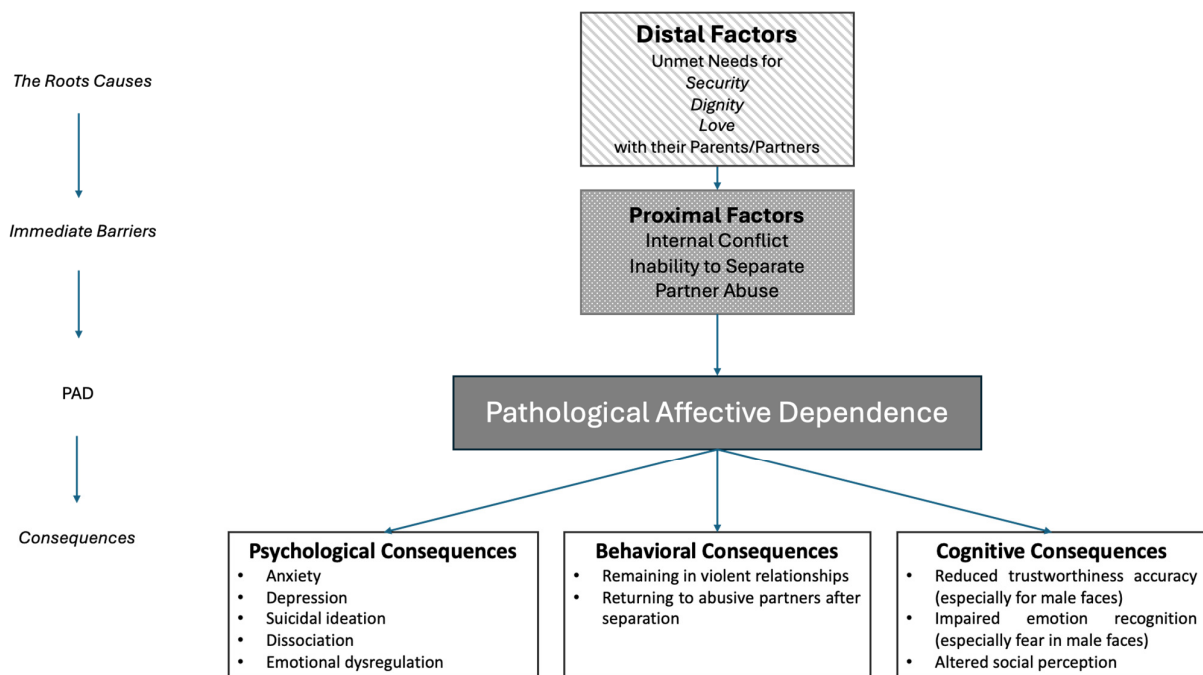 The Roots Causes
Immediate Barriers
PAD
Consequences
Distal Factors
Unmet Needs for
Security
Dignity
Love
with their Parents/Partners
Proximal Factors
Internal Conflict
Inability to Separate
Partner Abuse
Pathological Affective Dependence
Psychological Consequences
• Anxiety
• Depression
• Suicidal ideation
• Dissociation
• Emotional dysregulation
Behavioral Consequences
• Remaining in violent relationships
• Returning to abusive partners after
separation
Cognitive Consequences
• Reduced trustworthiness accuracy
(especially for male faces)
• Impaired emotion recognition
(especially fear in male faces)
• Altered social perception